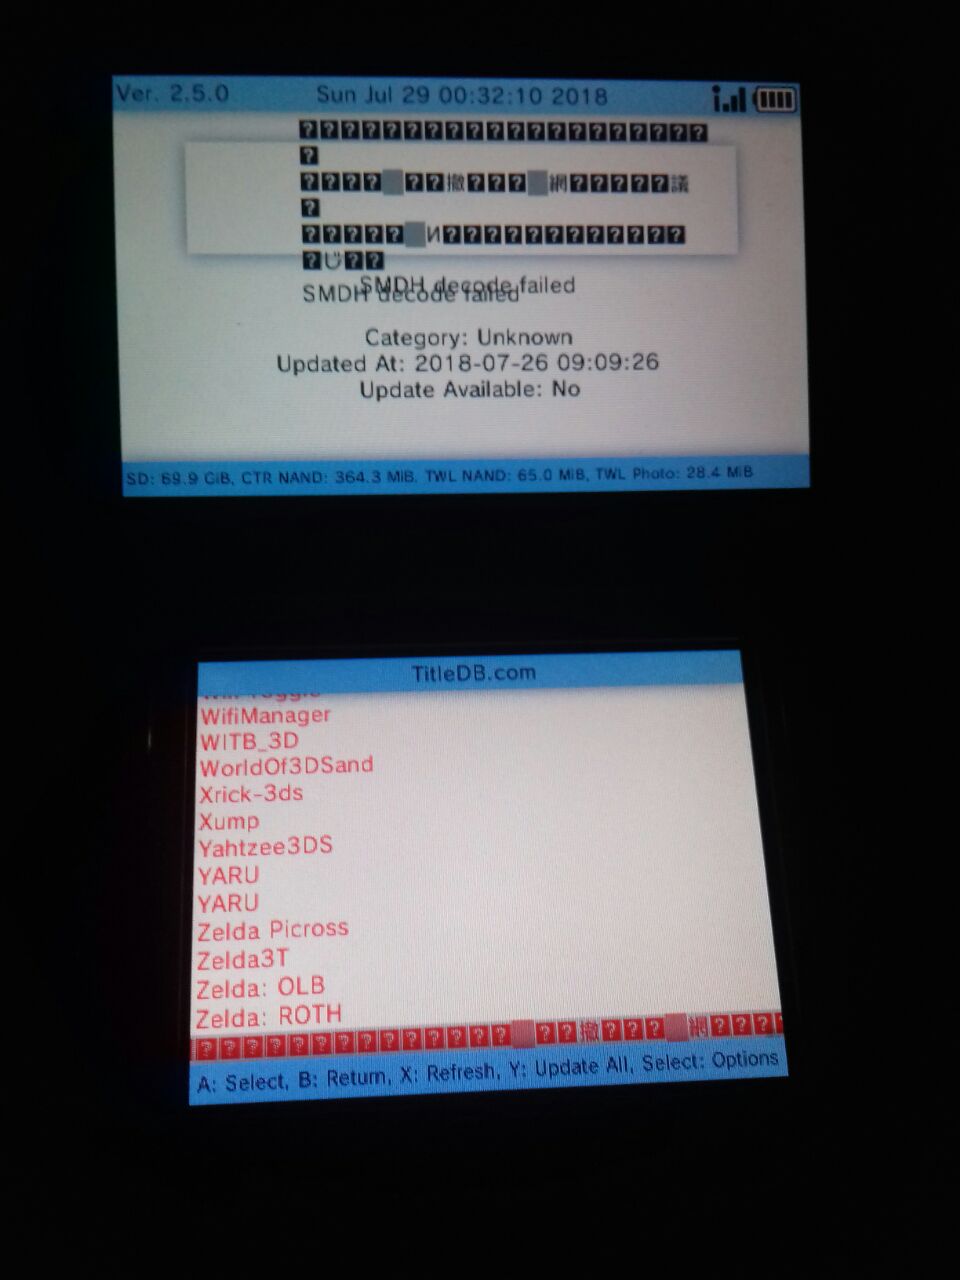 Ver. 2.5.0
Sun Jul 29 00:32:10 2018
撤 網 議
И
じ
SMDH decode failed
SMDH decode failed
Category: Unknown
Updated At: 2018-07-26 09:09:26
Update Available: No
SD: 69.9 GiB, CTR NAND: 364.3 MiB, TWL NAND: 65.0 MiB, TWL Photo: 28.4 MiB
TitleDB.com
WifiManager
WITB_3D
WorldOf3DSand
Xrick-3ds
Xump
Yahtzee3DS
YARU
YARU
Zelda Picross
Zelda3T
Zelda: OLB
Zelda: ROTH
撤 網
A: Select, B: Return, X: Refresh, Y: Update All, Select: Options